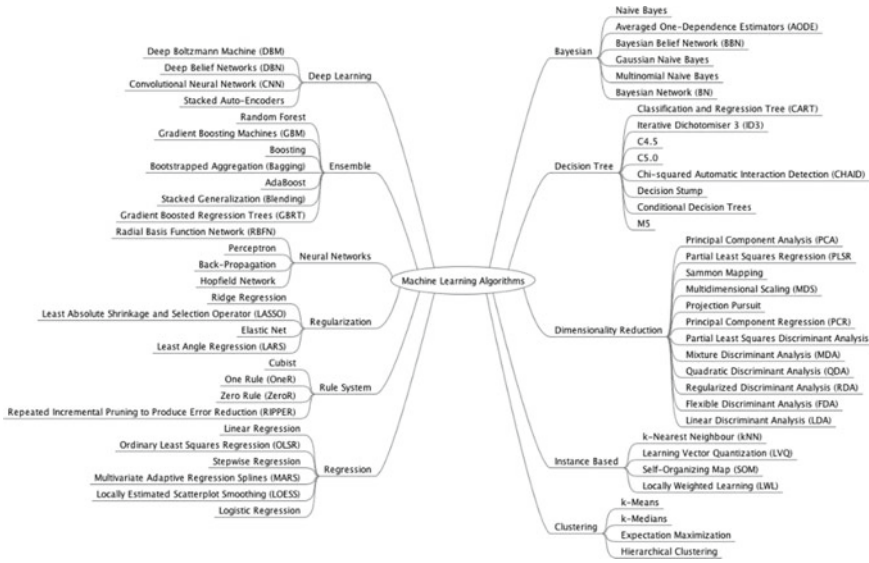 Deep Boltzmann Machine (DBM)
Deep Belief Networks (DBN)
Convolutional Neural Network (CNN)
Stacked Auto-Encoders
Deep Learning
Random Forest
Gradient Boosting Machines (GBM)
Boosting
Bootstrapped Aggregation (Bagging)
AdaBoost
Stacked Generalization (Blending)
Gradient Boosted Regression Trees (GBRT)
Ensemble
Radial Basis Function Network (RBFN)
Perceptron
Back-Propagation
Hopfield Network
Neural Networks
Ridge Regression
Least Absolute Shrinkage and Selection Operator (LASSO)
Elastic Net
Least Angle Regression (LARS)
Regularization
Cubist
One Rule (OneR)
Zero Rule (ZeroR)
Repeated Incremental Pruning to Produce Error Reduction (RIPPER)
Rule System
Linear Regression
Ordinary Least Squares Regression (OLSR)
Stepwise Regression
Multivariate Adaptive Regression Splines (MARS)
Locally Estimated Scatterplot Smoothing (LOESS)
Logistic Regression
Regression
Machine Learning Algorithms
Bayesian
Naive Bayes
Averaged One-Dependence Estimators (AODE)
Bayesian Belief Network (BBN)
Gaussian Naive Bayes
Multinomial Naive Bayes
Bayesian Network (BN)
Decision Tree
Classification and Regression Tree (CART)
Iterative Dichotomiser 3 (ID3)
C4.5
C5.0
Chi-squared Automatic Interaction Detection (CHAID)
Decision Stump
Conditional Decision Trees
M5
Dimensionality Reduction
Principal Component Analysis (PCA)
Partial Least Squares Regression (PLSR
Sammon Mapping
Multidimensional Scaling (MDS)
Projection Pursuit
Principal Component Regression (PCR)
Partial Least Squares Discriminant Analysis
Mixture Discriminant Analysis (MDA)
Quadratic Discriminant Analysis (QDA)
Regularized Discriminant Analysis (RDA)
Flexible Discriminant Analysis (FDA)
Linear Discriminant Analysis (LDA)
Instance Based
k-Nearest Neighbour (kNN)
Learning Vector Quantization (LVQ)
Self-Organizing Map (SOM)
Locally Weighted Learning (LWL)
Clustering
k-Means
k-Medians
Expectation Maximization
Hierarchical Clustering